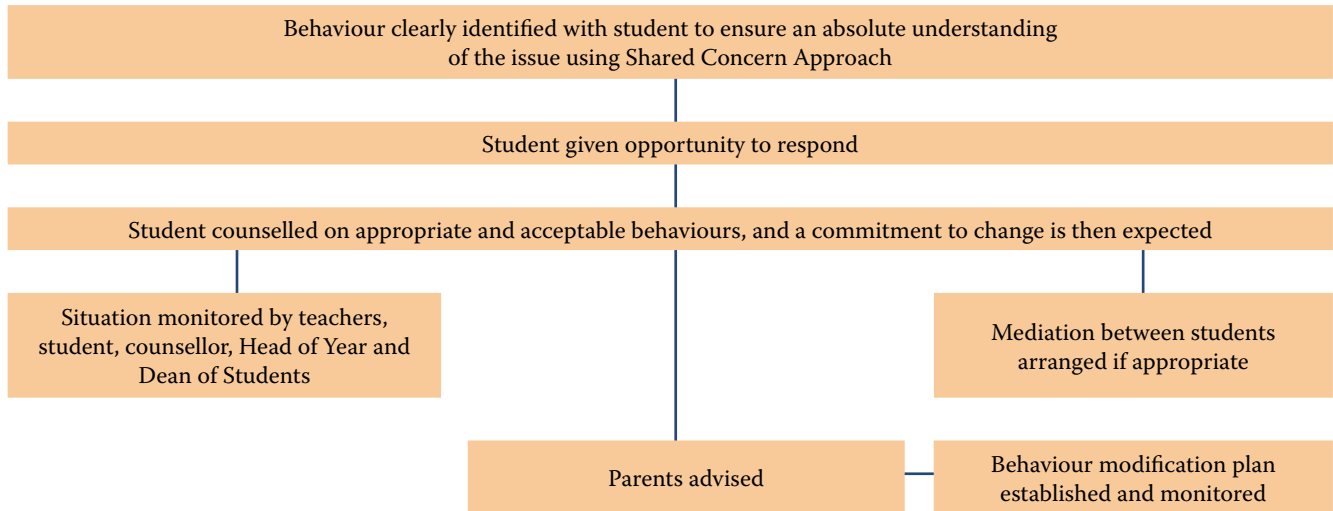 Behaviour clearly identified with student to ensure an absolute understanding
of the issue using Shared Concern Approach
Student given opportunity to respond
Student counselled on appropriate and acceptable behaviours, and a commitment to change is then expected
Situation monitored by teachers,
student, counsellor, Head of Year and
Dean of Students
Mediation between students
arranged if appropriate
Parents advised
Behaviour modification plan
established and monitored